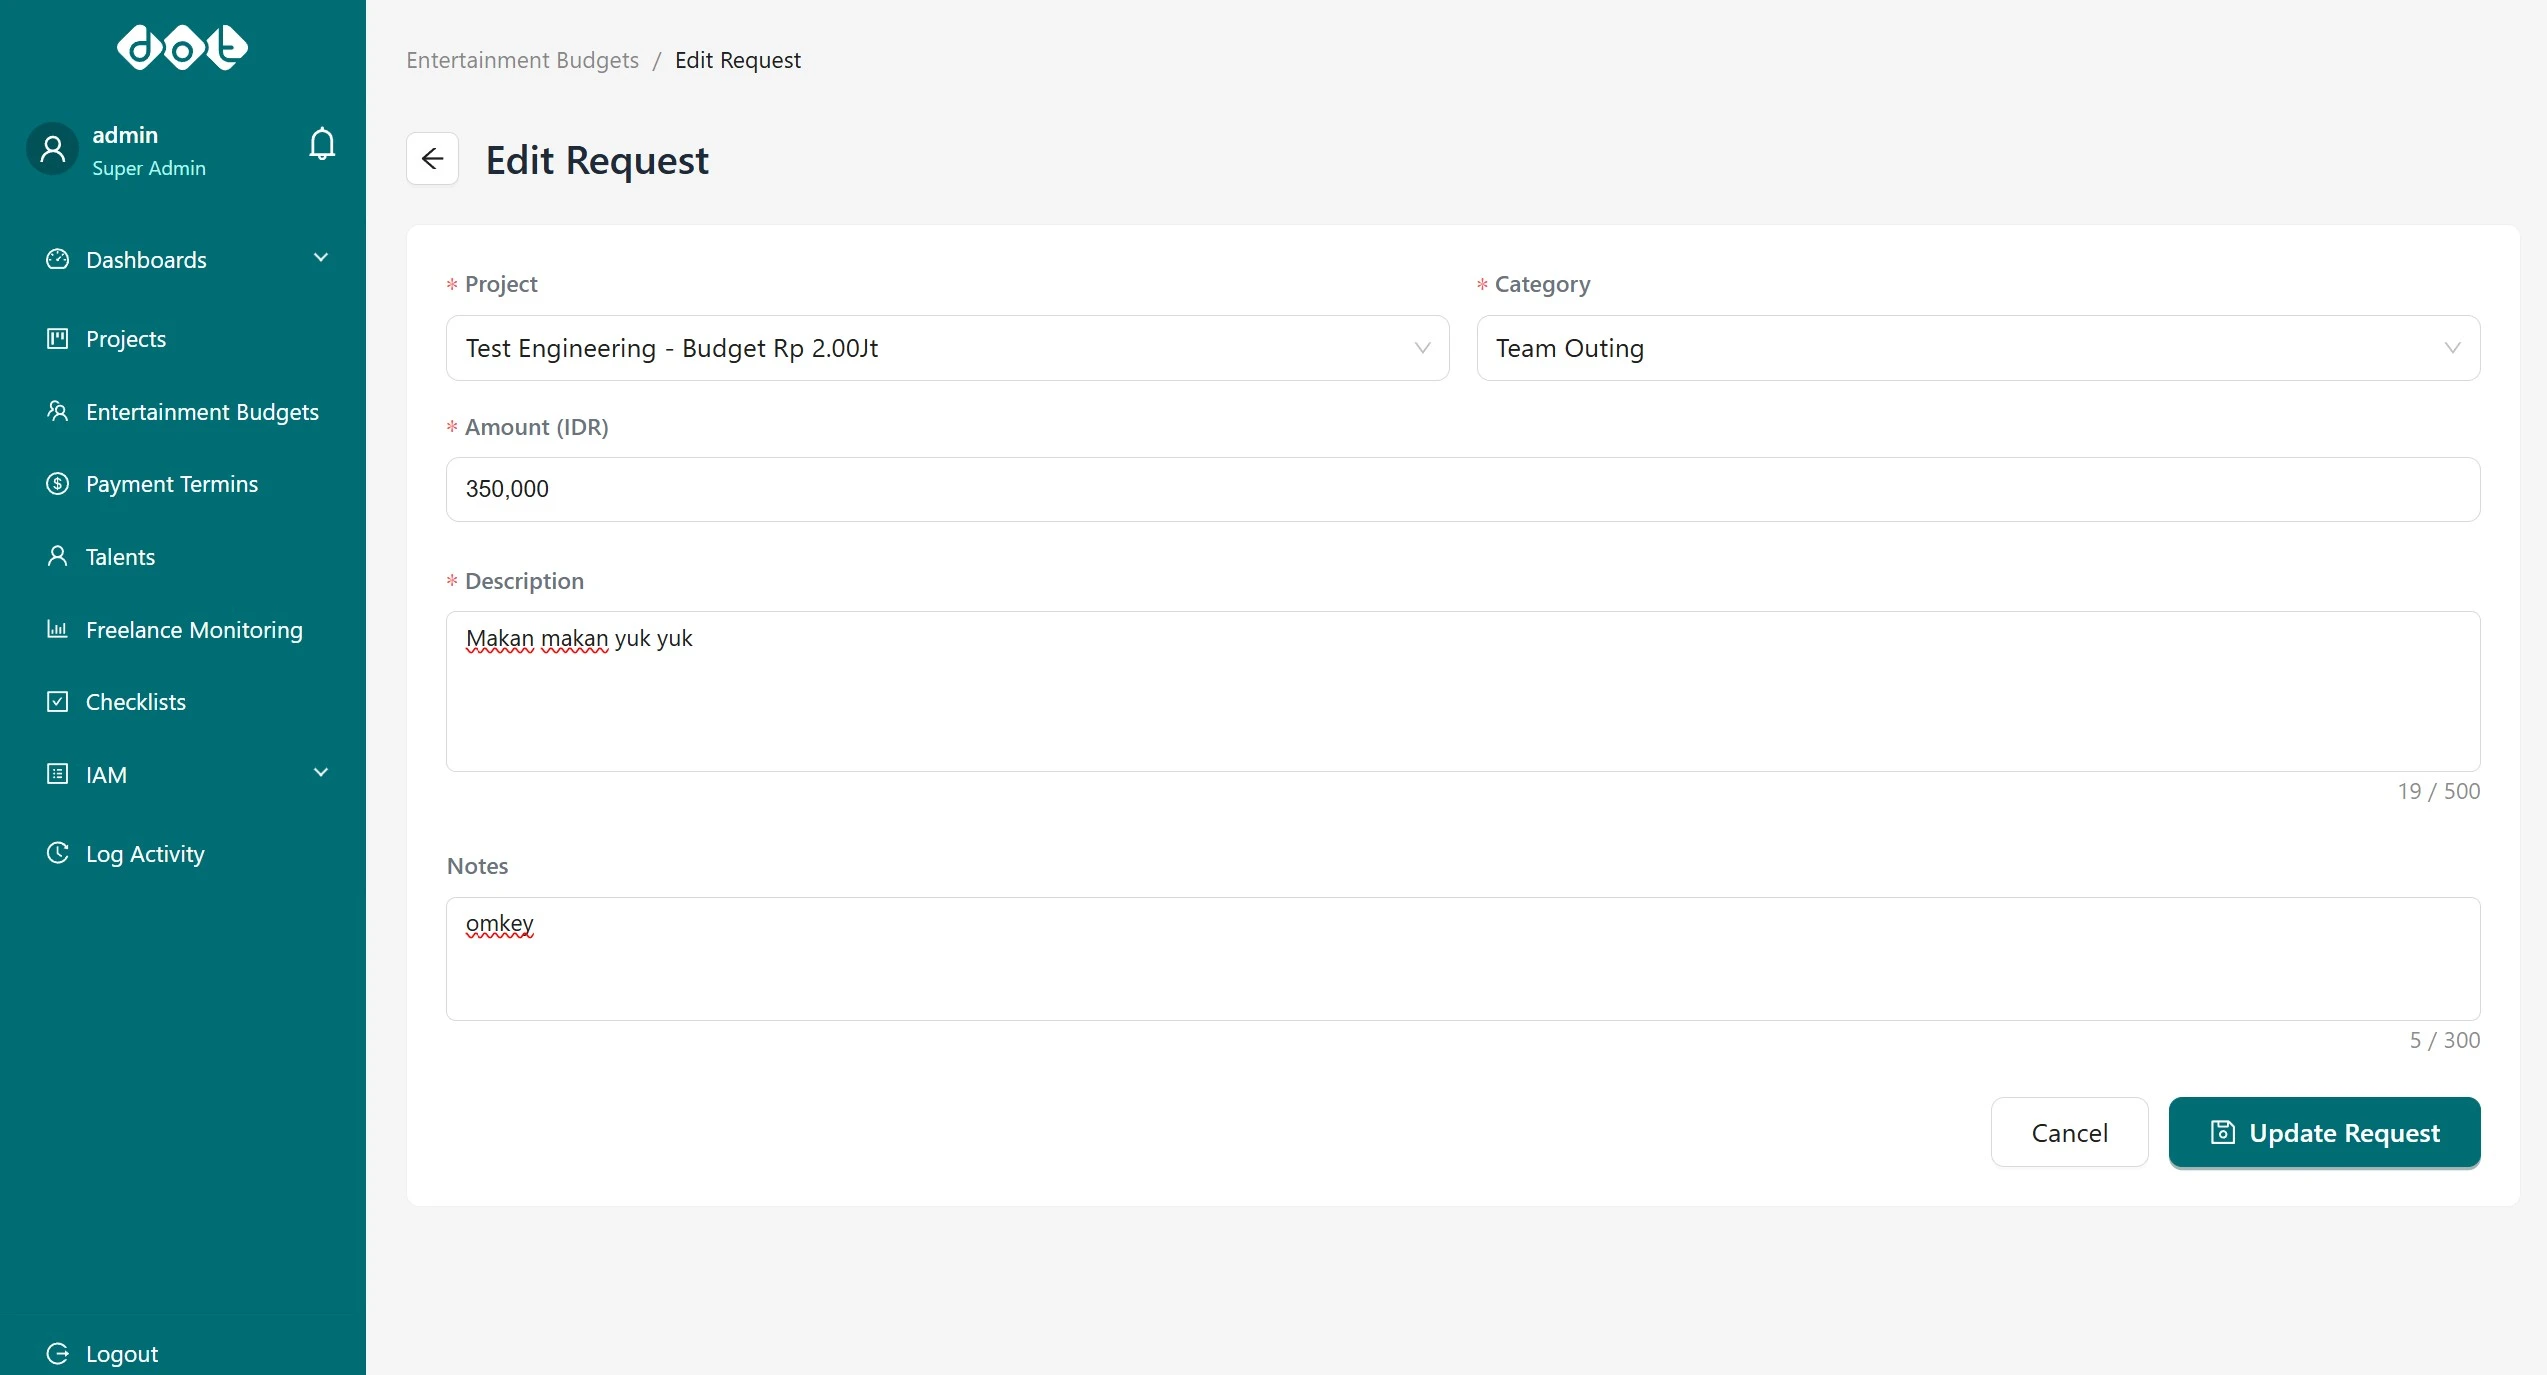 dot
admin
Super Admin
Dashboards
Projects
Entertainment Budgets
Payment Termins
Talents
Freelance Monitoring
Checklists
IAM
Log Activity
Logout
Entertainment Budgets / Edit Request
Edit Request
* Project
Test Engineering - Budget Rp 2.00Jt
* Category
Team Outing
* Amount (IDR)
350,000
* Description
Makan makan yuk yuk
19 / 500
Notes
omkey
5 / 300
Cancel
Update Request